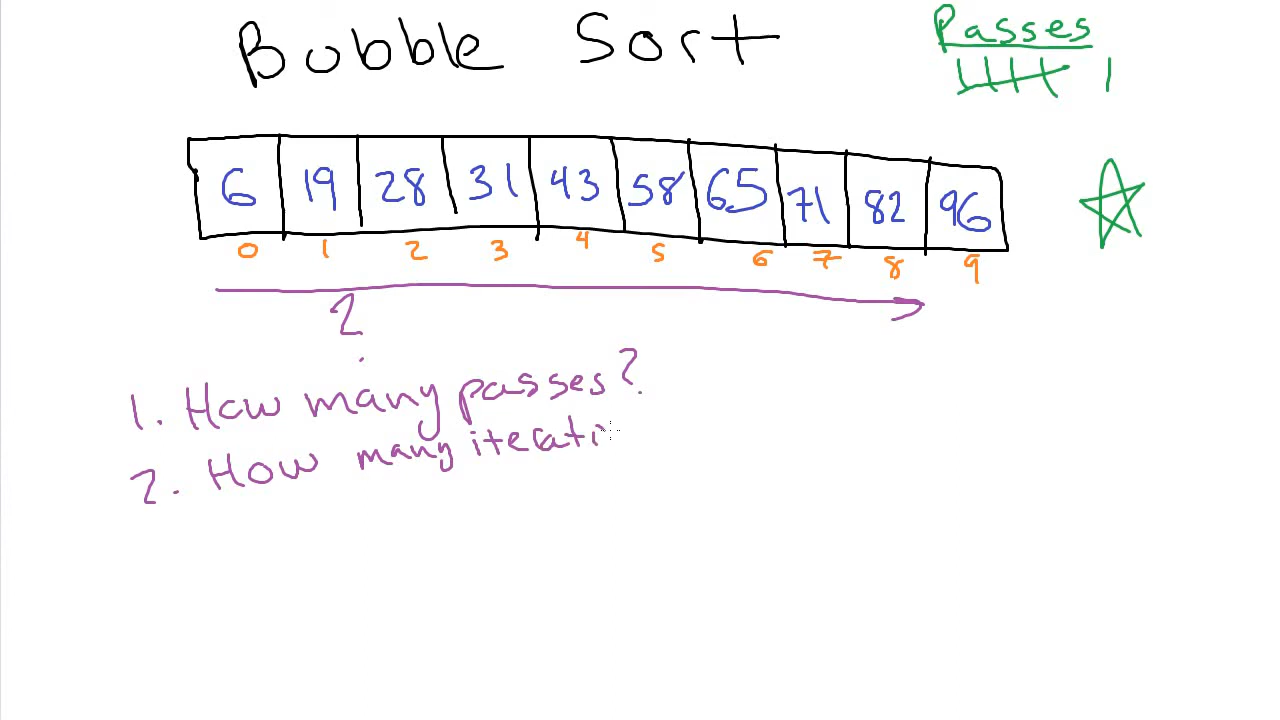 Bubble Sort
Passes
1
6 19 28 31 43 58 65 71 82 96
0 1 2 3 4 5 6 7 8 9
2
1. How many passes?
2. How many iterati